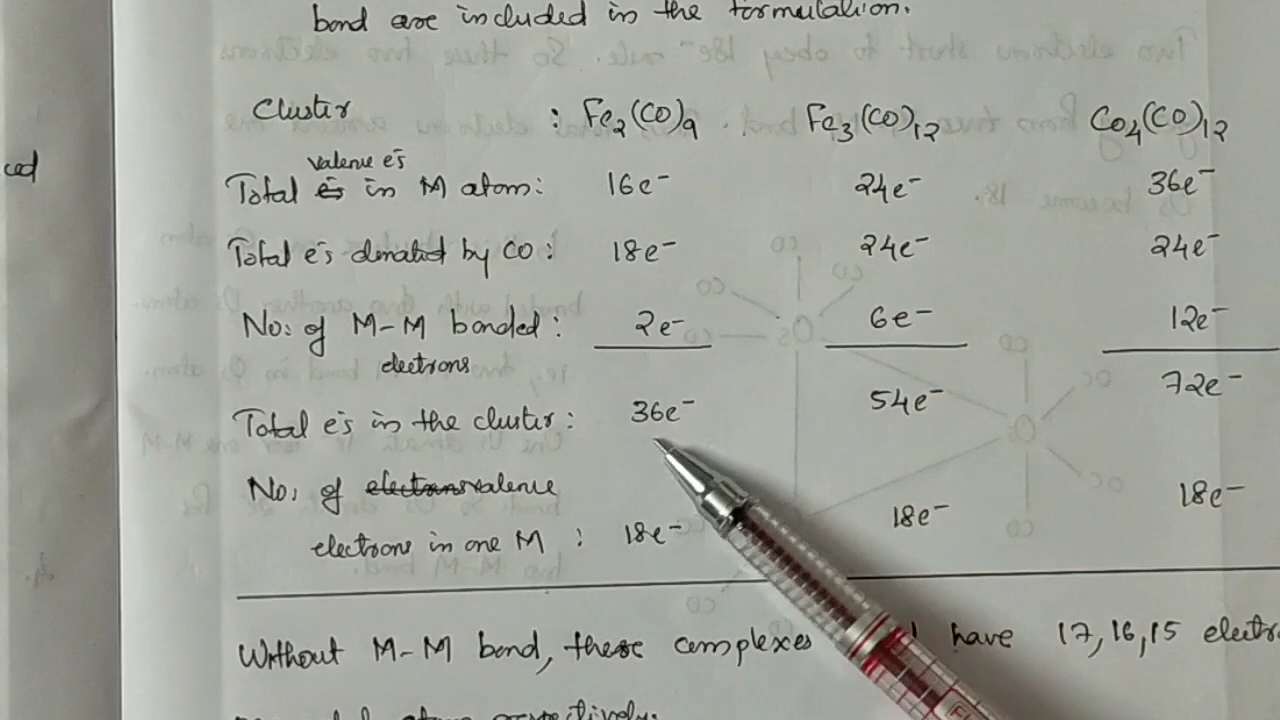 bond are included in the formulation.
Cluster : Fe₂(CO)₉ Fe₃(CO)₁₂ Co₄(CO)₁₂
ced
valence e⁻s
Total e⁻s in M atom: 16e⁻ 24e⁻ 36e⁻
Total e⁻s donated by CO: 18e⁻ 24e⁻ 24e⁻
No: of M-M bonded: 2e⁻ 6e⁻ 12e⁻
electrons
Total e⁻s in the cluster: 36e⁻ 54e⁻ 72e⁻
No: of electrons valence
electrons in one M : 18e⁻ 18e⁻ 18e⁻
Without M-M bond, these complexes have 17, 16, 15
respectively.